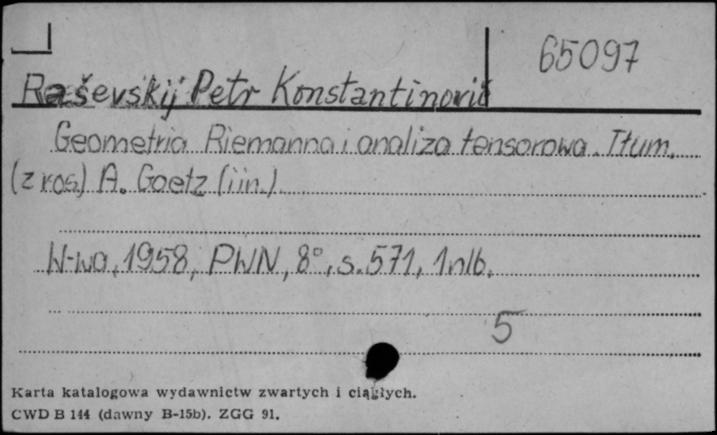 65097
Raševskij Petr Konstantinovič
Geometria Riemanna i analiza tensorowa. Tłum.
(z ros.) A. Goetz (i in.)
W-wa, 1958, PWN, 8°, s. 571, 1 nlb.
5
Karta katalogowa wydawnictw zwartych i ciągłych.
CWD B 144 (dawny B-15b). ZGG 91.